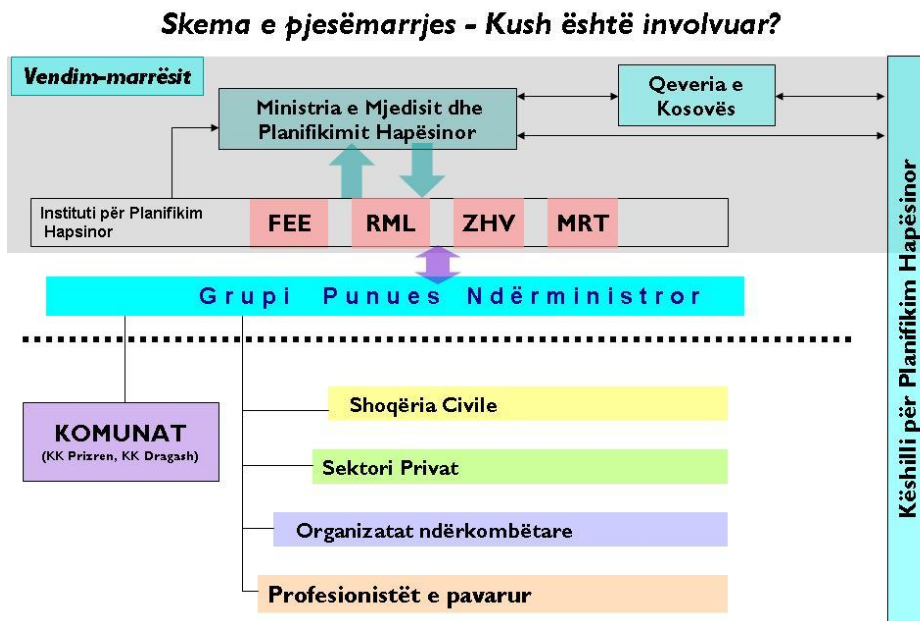 Skema e pjesëmarrjes - Kush është involvuar?
Vendim-marrësit
Ministria e Mjedisit dhe
Planifikimit Hapësinor
Qeveria e
Kosovës
Instituti për Planifikim
Hapsinor
FEE
RML
ZHV
MRT
Grupi Punues Ndërministror
KOMUNAT
(KK Prizren, KK Dragash)
Shoqëria Civile
Sektori Privat
Organizatat ndërkombëtare
Profesionistët e pavarur
Këshilli për Planifikim Hapësinor